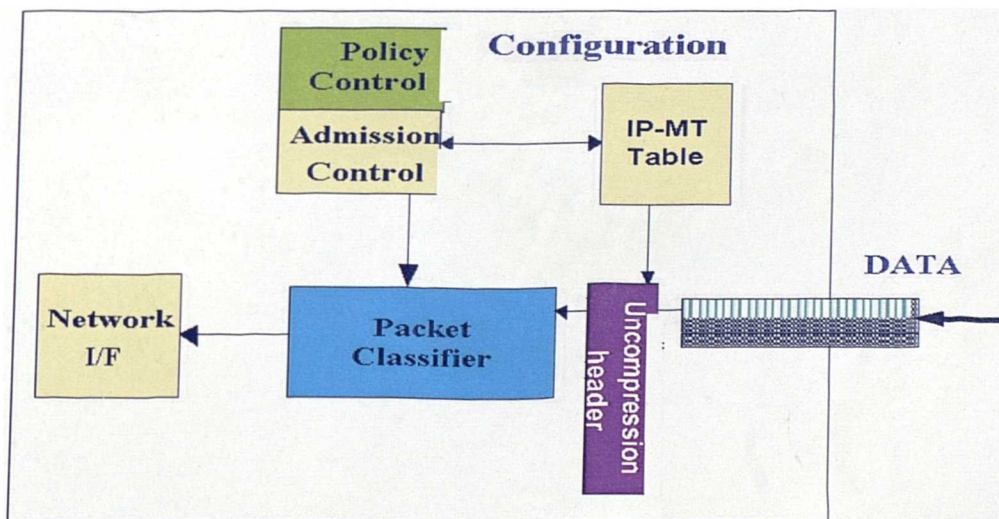 Policy
Control
Configuration
Admission
Control
IP-MT
Table
DATA
Network
I/F
Packet
Classifier
Uncompression
header